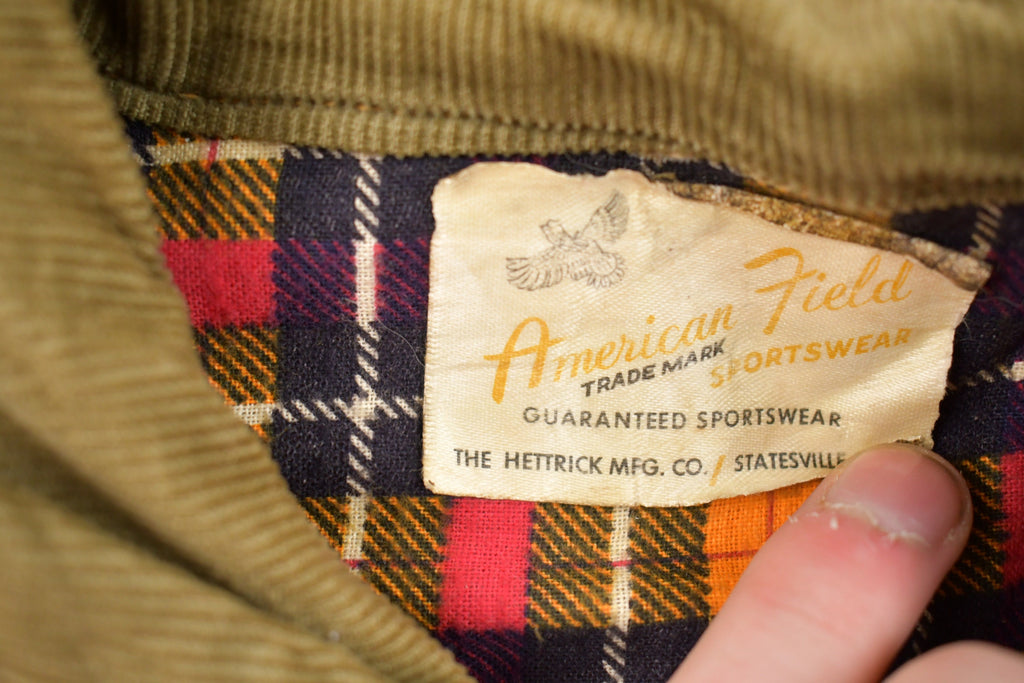 American Field
TRADE MARK SPORTSWEAR
GUARANTEED SPORTSWEAR
THE HETTRICK MFG. CO. / STATESVILLE